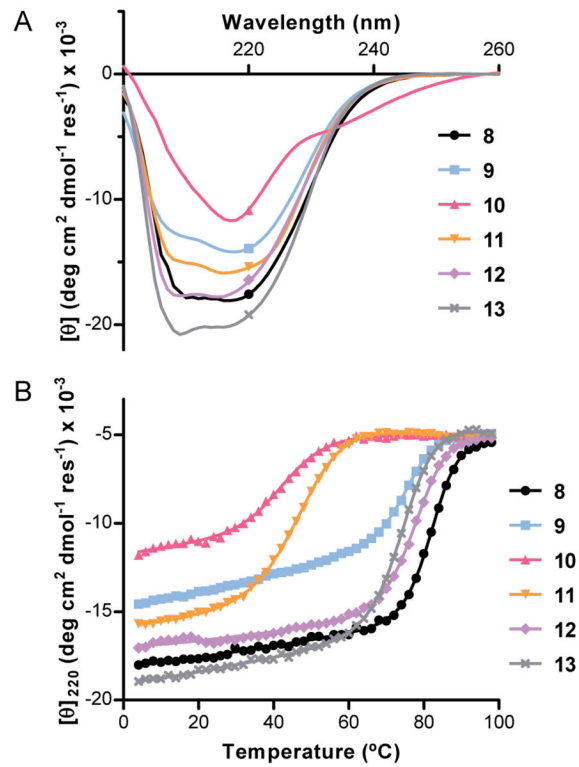 A
Wavelength (nm)
8 220 240 260
0
-10
-20
[θ] (deg cm² dmol⁻¹ res⁻¹) x 10⁻³
8
9
10
11
12
13
B
-5
-10
-15
-20
[θ]₂₂₀ (deg cm² dmol⁻¹ res⁻¹) x 10⁻³
8
9
10
11
12
13
0 20 40 60 80 100
Temperature (ºC)